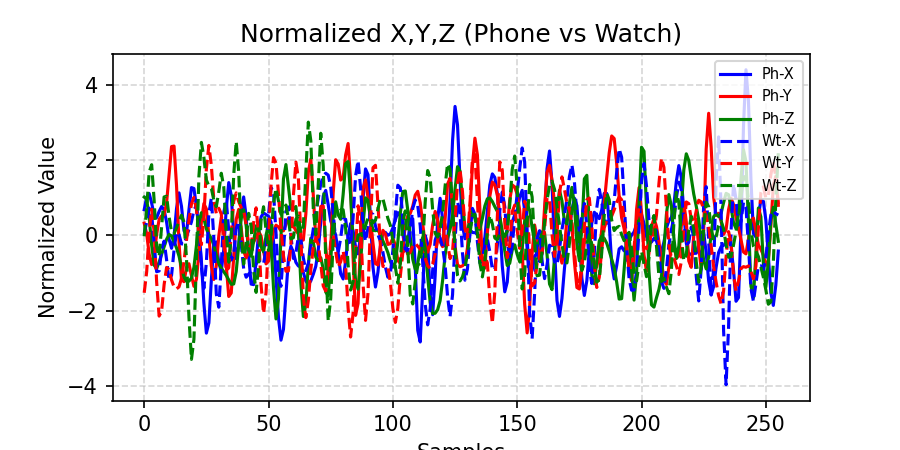 Normalized X,Y,Z (Phone vs Watch)
Normalized Value
4
2
0
−2
−4
Ph-X
Ph-Y
Ph-Z
Wt-X
Wt-Y
Wt-Z
0 50 100 150 200 250
Samples